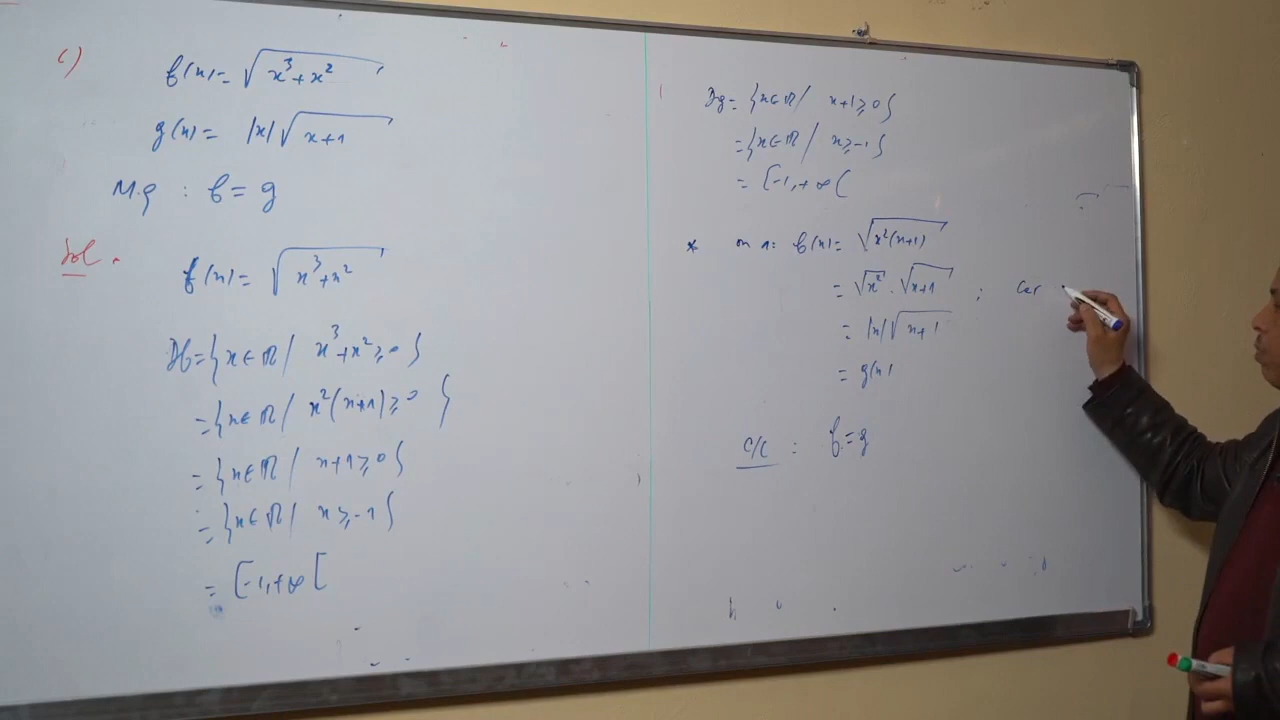 c)
f(x) = √(x³+x²)
g(x) = |x|√(x+1)
M.q : f = g
Sol.
f(x) = √(x³+x²)
Df = {x∈ℝ / x³+x² ≥ 0}
= {x∈ℝ / x²(x+1) ≥ 0}
= {x∈ℝ / x+1 ≥ 0}
= {x∈ℝ / x ≥ -1}
= [-1, +∞[
Dg = {x∈ℝ / x+1 ≥ 0}
= {x∈ℝ / x ≥ -1}
= [-1, +∞[
* on a : f(x) = √(x²(x+1))
= √x² . √(x+1) ; Car
= |x|√(x+1)
= g(x)
C/C : f = g